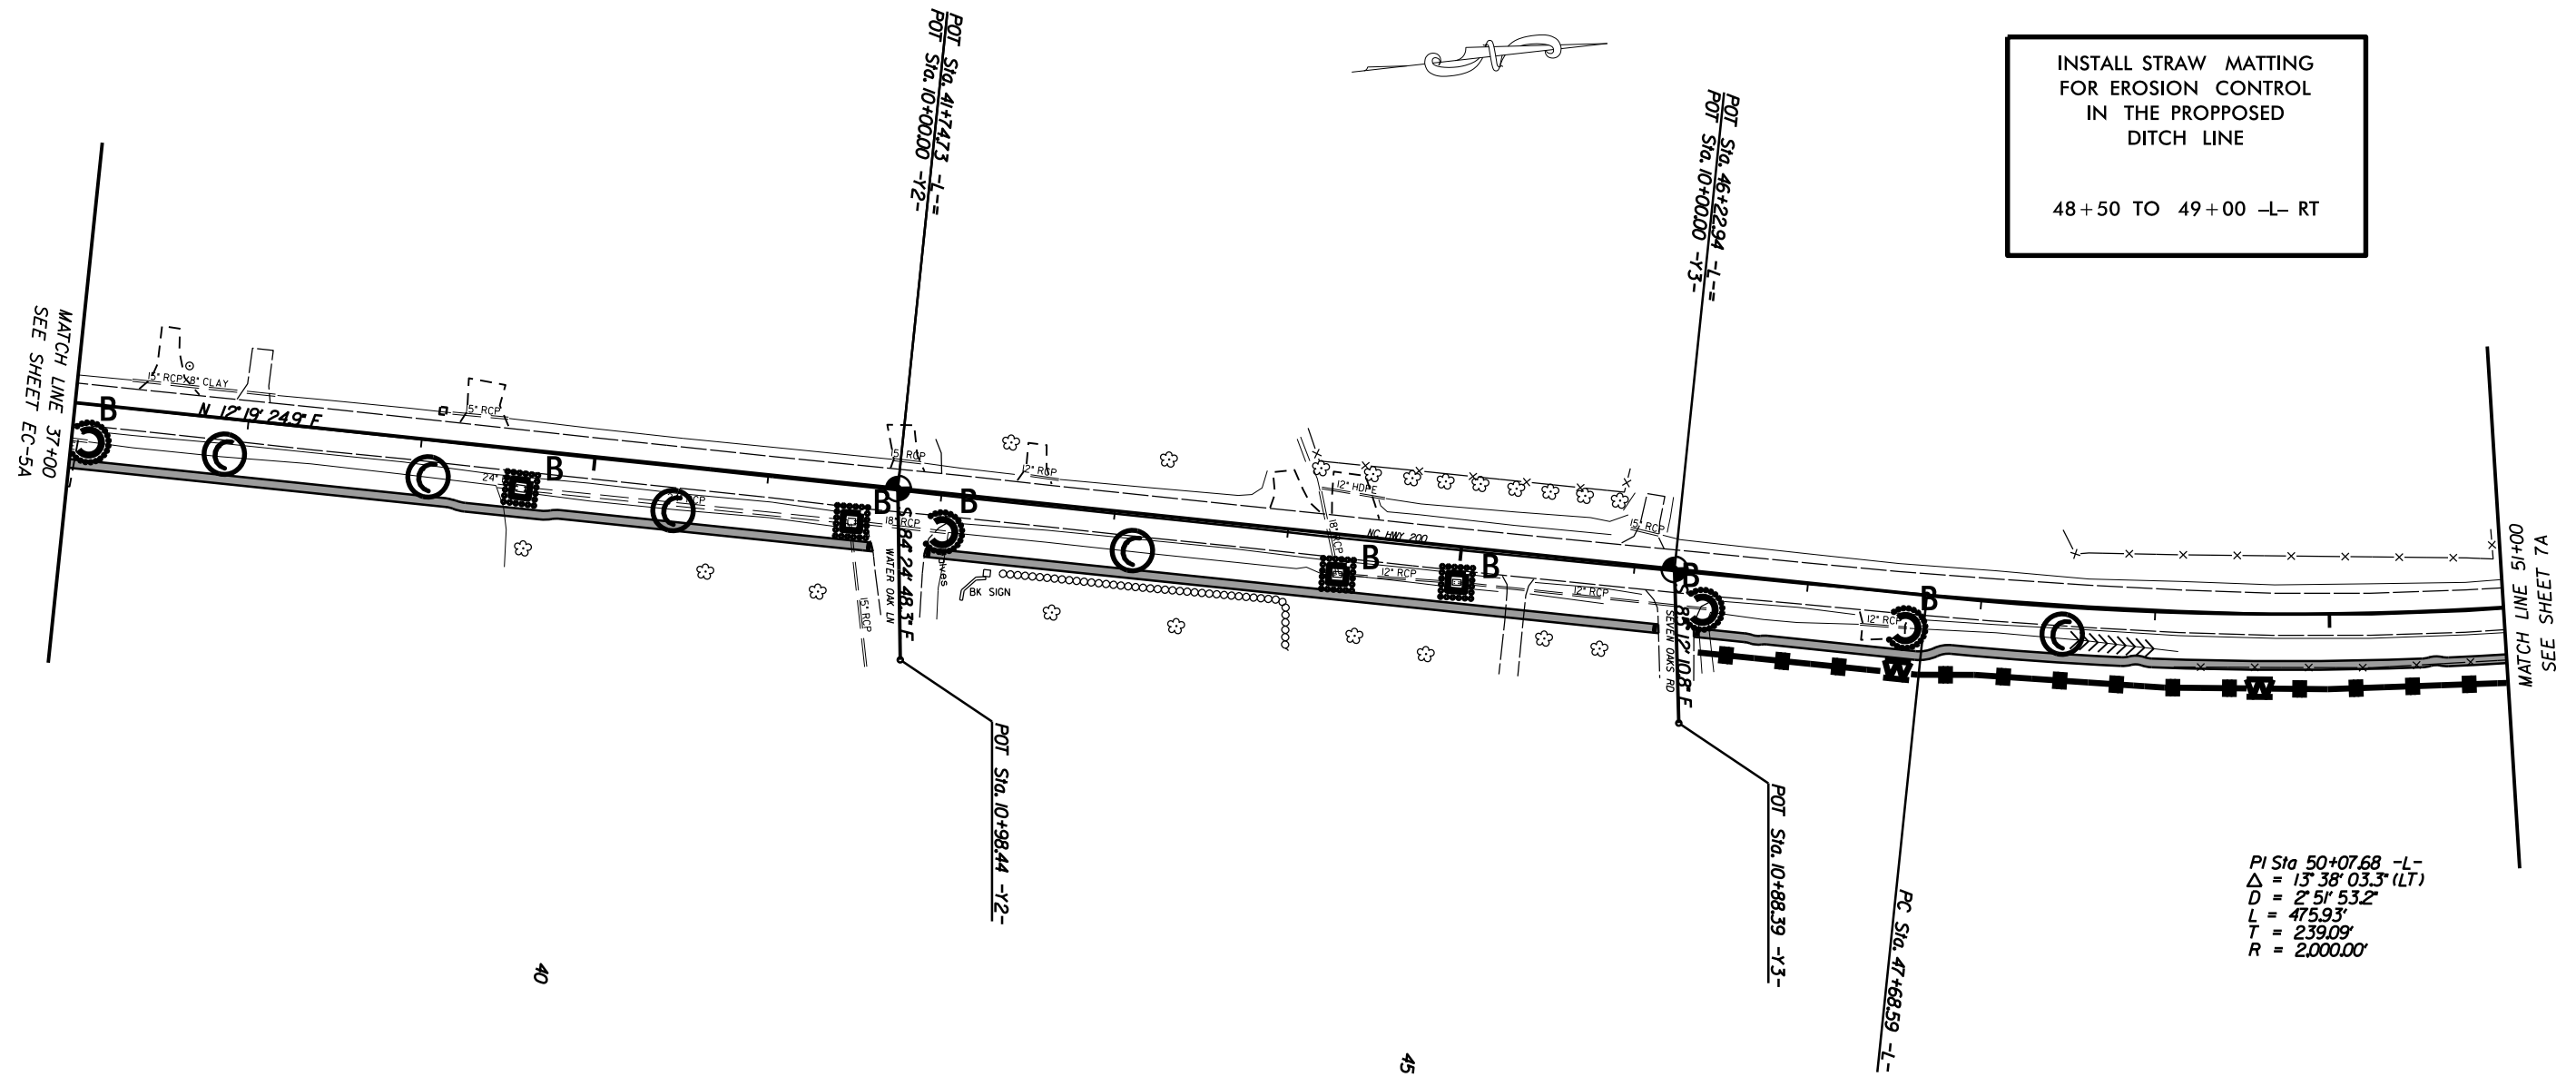 INSTALL STRAW MATTING
FOR EROSION CONTROL
IN THE PROPPOSED
DITCH LINE
48+50 TO 49+00 -L- RT
POT Sta. 41+74.73 -L-=
POT Sta. 10+00.00 -Y2-
POT Sta. 46+22.94 -L-=
POT Sta. 10+00.00 -Y3-
MATCH LINE 37+00
SEE SHEET EC-5A
15" RCP
8" CLAY
N 12° 19' 24.9" E
B
C
C
24"
B
5" RCP
C
RCP
B
15" RCP
5" RCP
18" RCP
S 84° 24' 48.3" E
WATER OAK LN
B
BK SIGN
12" RCP
C
12" HDPE
18" RCP
NC HWY 200
B
12" RCP
B
12" RCP
15" RCP
B
S 85° 12' 10.8" E
SEVEN OAKS RD
12" RCP
B
C
W
W
MATCH LINE 51+00
SEE SHEET 7A
POT Sta. 10+98.44 -Y2-
POT Sta. 10+88.39 -Y3-
PC Sta. 47+68.59 -L-
PI Sta 50+07.68 -L-
Δ = 13° 38' 03.3" (LT)
D = 2° 51' 53.2"
L = 475.93'
T = 239.09'
R = 2,000.00'
40
45